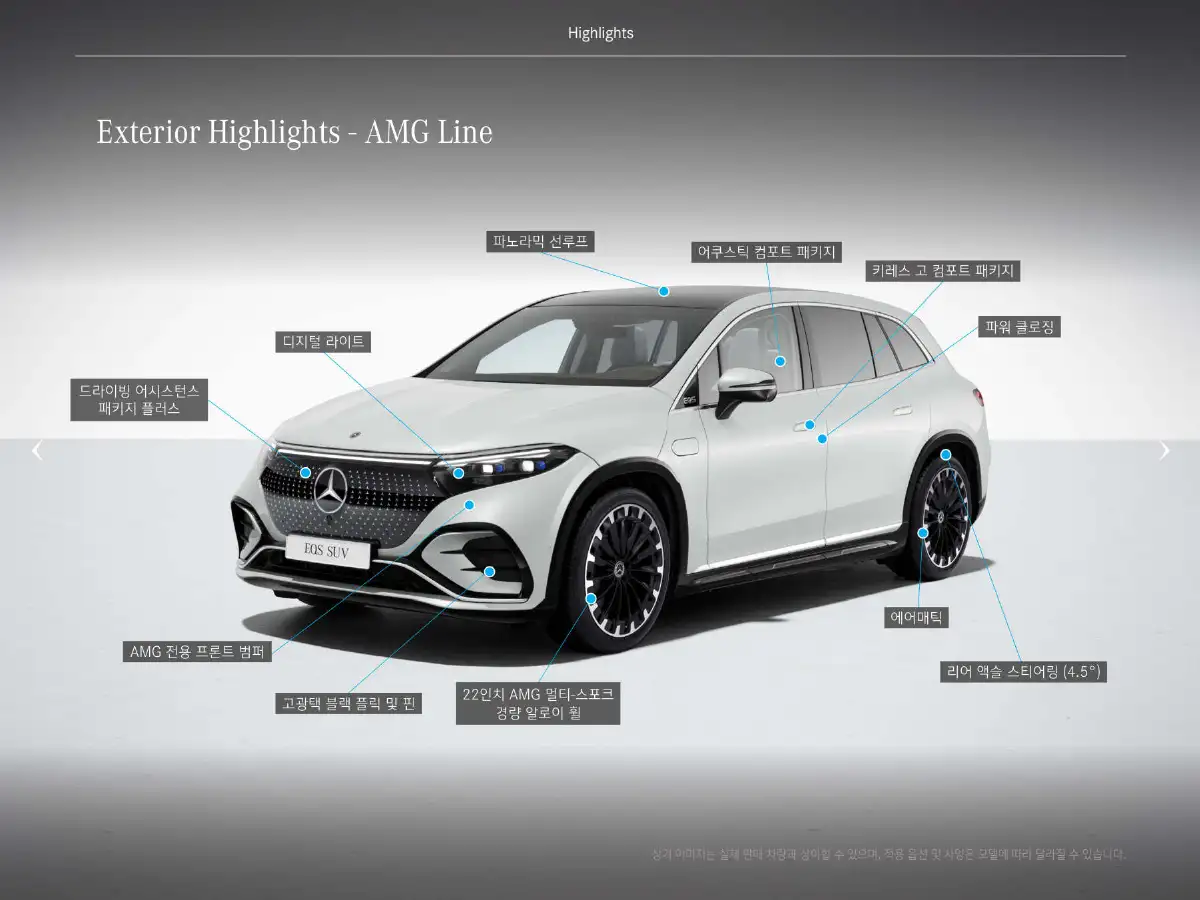 Highlights
Exterior Highlights - AMG Line
파노라믹 선루프
어쿠스틱 컴포트 패키지
키레스 고 컴포트 패키지
파워 클로징
디지털 라이트
드라이빙 어시스턴스
패키지 플러스
EQS
EQS SUV
에어매틱
AMG 전용 프론트 범퍼
리어 액슬 스티어링 (4.5°)
고광택 블랙 플릭 및 핀
22인치 AMG 멀티-스포크
경량 알로이 휠
상기 이미지는 실제 판매 차량과 상이할 수 있으며, 적용 옵션 및 사양은 모델에 따라 달라질 수 있습니다.